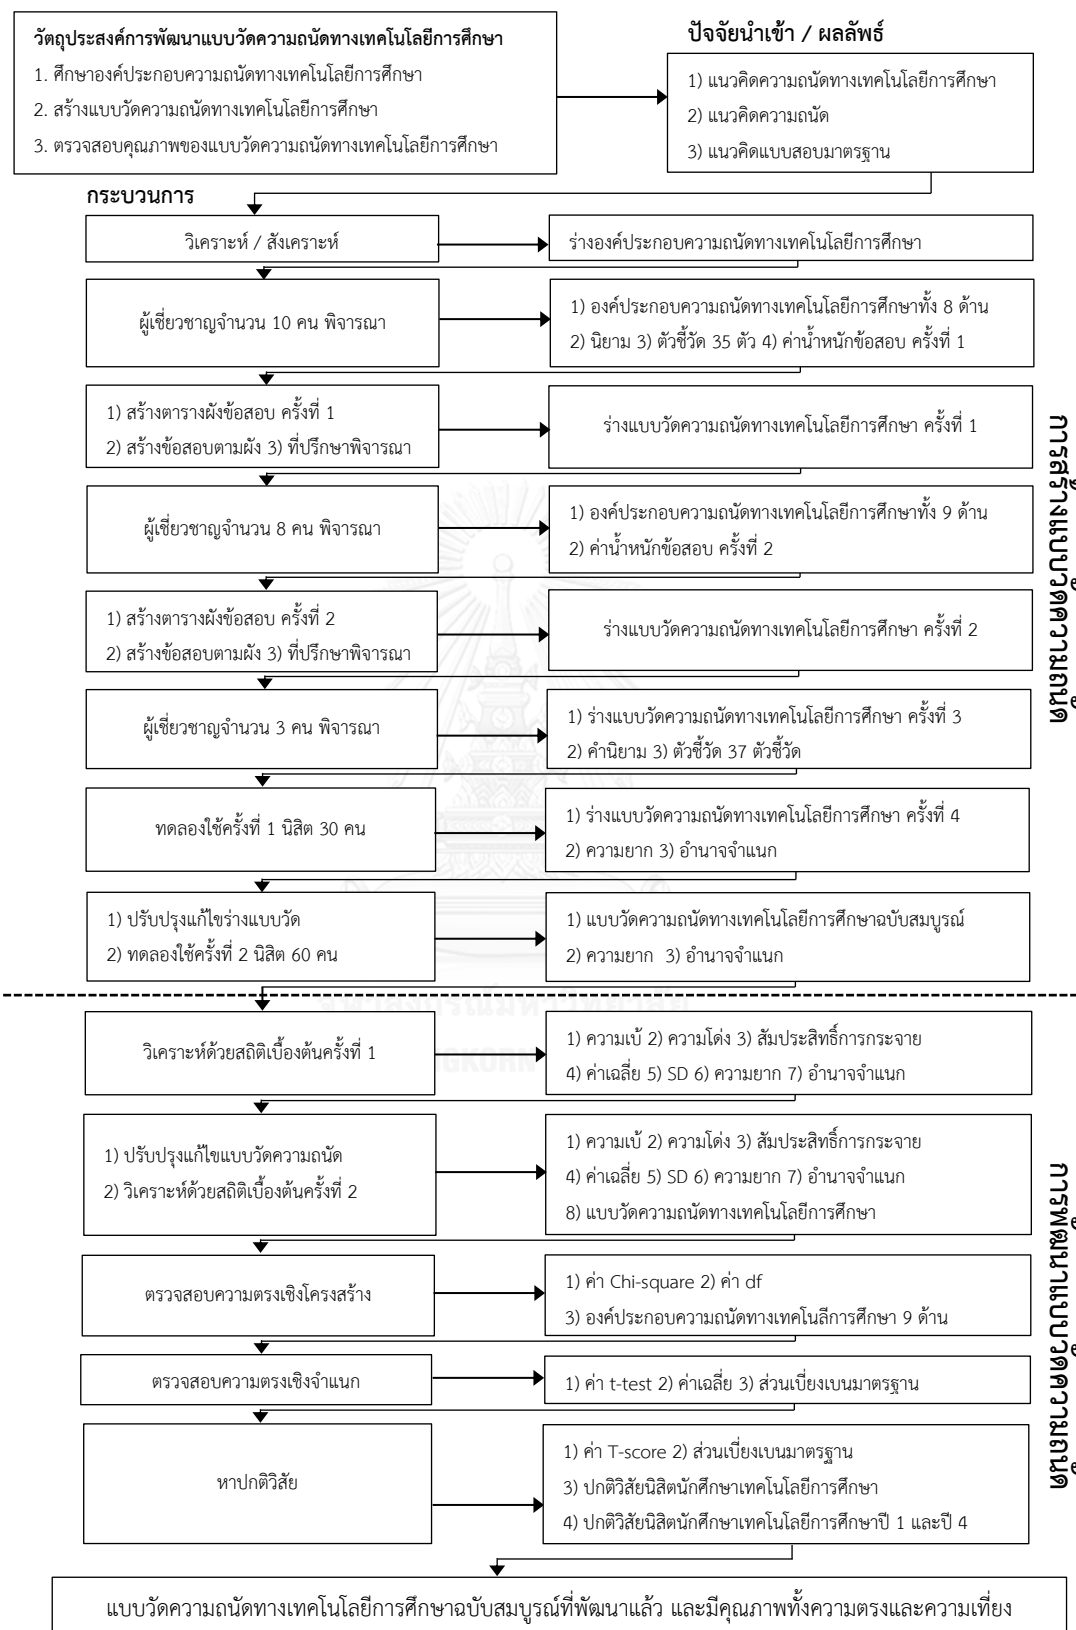 วัตถุประสงค์การพัฒนาแบบวัดความถนัดทางเทคโนโลยีการศึกษา
1. ศึกษาองค์ประกอบความถนัดทางเทคโนโลยีการศึกษา
2. สร้างแบบวัดความถนัดทางเทคโนโลยีการศึกษา
3. ตรวจสอบคุณภาพของแบบวัดความถนัดทางเทคโนโลยีการศึกษา
ปัจจัยนำเข้า / ผลลัพธ์
1) แนวคิดความถนัดทางเทคโนโลยีการศึกษา
2) แนวคิดความถนัด
3) แนวคิดแบบสอบมาตรฐาน
กระบวนการ
วิเคราะห์ / สังเคราะห์
ร่างองค์ประกอบความถนัดทางเทคโนโลยีการศึกษา
ผู้เชี่ยวชาญจำนวน 10 คน พิจารณา
1) องค์ประกอบความถนัดทางเทคโนโลยีการศึกษาทั้ง 8 ด้าน
2) นิยาม 3) ตัวชี้วัด 35 ตัว 4) ค่าน้ำหนักข้อสอบ ครั้งที่ 1
1) สร้างตารางผังข้อสอบ ครั้งที่ 1
2) สร้างข้อสอบตามผัง 3) ที่ปรึกษาพิจารณา
ร่างแบบวัดความถนัดทางเทคโนโลยีการศึกษา ครั้งที่ 1
ผู้เชี่ยวชาญจำนวน 8 คน พิจารณา
1) องค์ประกอบความถนัดทางเทคโนโลยีการศึกษาทั้ง 9 ด้าน
2) ค่าน้ำหนักข้อสอบ ครั้งที่ 2
1) สร้างตารางผังข้อสอบ ครั้งที่ 2
2) สร้างข้อสอบตามผัง 3) ที่ปรึกษาพิจารณา
ร่างแบบวัดความถนัดทางเทคโนโลยีการศึกษา ครั้งที่ 2
ผู้เชี่ยวชาญจำนวน 3 คน พิจารณา
1) ร่างแบบวัดความถนัดทางเทคโนโลยีการศึกษา ครั้งที่ 3
2) คำนิยาม 3) ตัวชี้วัด 37 ตัวชี้วัด
ทดลองใช้ครั้งที่ 1 นิสิต 30 คน
1) ร่างแบบวัดความถนัดทางเทคโนโลยีการศึกษา ครั้งที่ 4
2) ความยาก 3) อำนาจจำแนก
1) ปรับปรุงแก้ไขร่างแบบวัด
2) ทดลองใช้ครั้งที่ 2 นิสิต 60 คน
1) แบบวัดความถนัดทางเทคโนโลยีการศึกษาฉบับสมบูรณ์
2) ความยาก 3) อำนาจจำแนก
การสร้างแบบวัดความถนัด
วิเคราะห์ด้วยสถิติเบื้องต้นครั้งที่ 1
1) ความเบ้ 2) ความโด่ง 3) สัมประสิทธิ์การกระจาย
4) ค่าเฉลี่ย 5) SD 6) ความยาก 7) อำนาจจำแนก
1) ปรับปรุงแก้ไขแบบวัดความถนัด
2) วิเคราะห์ด้วยสถิติเบื้องต้นครั้งที่ 2
1) ความเบ้ 2) ความโด่ง 3) สัมประสิทธิ์การกระจาย
4) ค่าเฉลี่ย 5) SD 6) ความยาก 7) อำนาจจำแนก
8) แบบวัดความถนัดทางเทคโนโลยีการศึกษา
ตรวจสอบความตรงเชิงโครงสร้าง
1) ค่า Chi-square 2) ค่า df
3) องค์ประกอบความถนัดทางเทคโนลีการศึกษา 9 ด้าน
ตรวจสอบความตรงเชิงจำแนก
1) ค่า t-test 2) ค่าเฉลี่ย 3) ส่วนเบี่ยงเบนมาตรฐาน
หาปกติวิสัย
1) ค่า T-score 2) ส่วนเบี่ยงเบนมาตรฐาน
3) ปกติวิสัยนิสิตนักศึกษาเทคโนโลยีการศึกษา
4) ปกติวิสัยนิสิตนักศึกษาเทคโนโลยีการศึกษาปี 1 และปี 4
การพัฒนาแบบวัดความถนัด
แบบวัดความถนัดทางเทคโนโลยีการศึกษาฉบับสมบูรณ์ที่พัฒนาแล้ว และมีคุณภาพทั้งความตรงและความเที่ยง